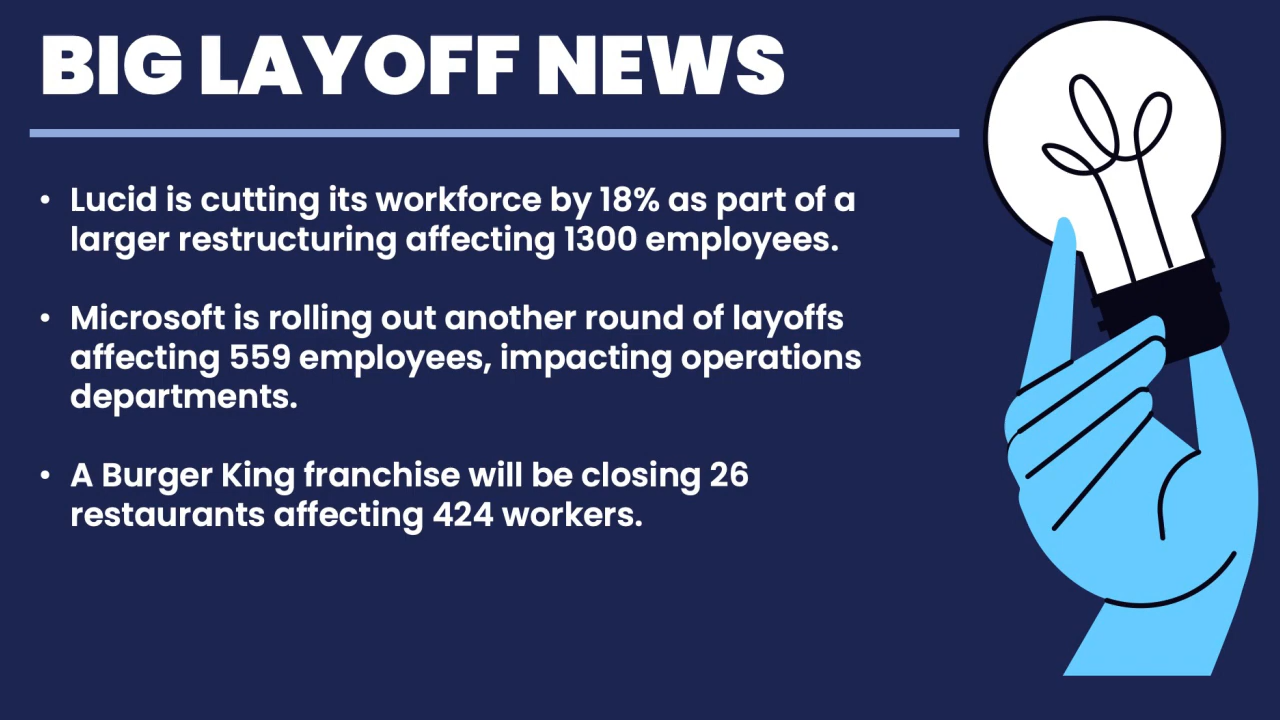 BIG LAYOFF NEWS
• Lucid is cutting its workforce by 18% as part of a
larger restructuring affecting 1300 employees.
• Microsoft is rolling out another round of layoffs
affecting 559 employees, impacting operations
departments.
• A Burger King franchise will be closing 26
restaurants affecting 424 workers.